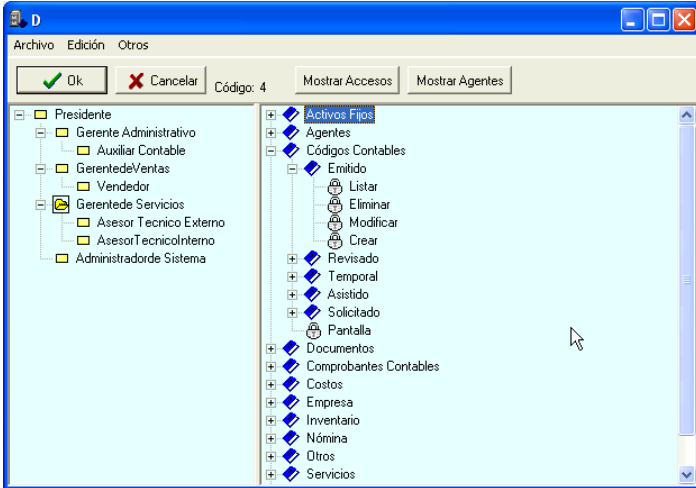 D
Archivo Edición Otros
Ok Cancelar Código: 4 Mostrar Accesos Mostrar Agentes
Presidente
Gerente Administrativo
Auxiliar Contable
GerentedeVentas
Vendedor
Gerentede Servicios
Asesor Tecnico Externo
AsesorTecnicoInterno
Administradorde Sistema
Activos Fijos
Agentes
Códigos Contables
Emitido
Listar
Eliminar
Modificar
Crear
Revisado
Temporal
Asistido
Solicitado
Pantalla
Documentos
Comprobantes Contables
Costos
Empresa
Inventario
Nómina
Otros
Servicios